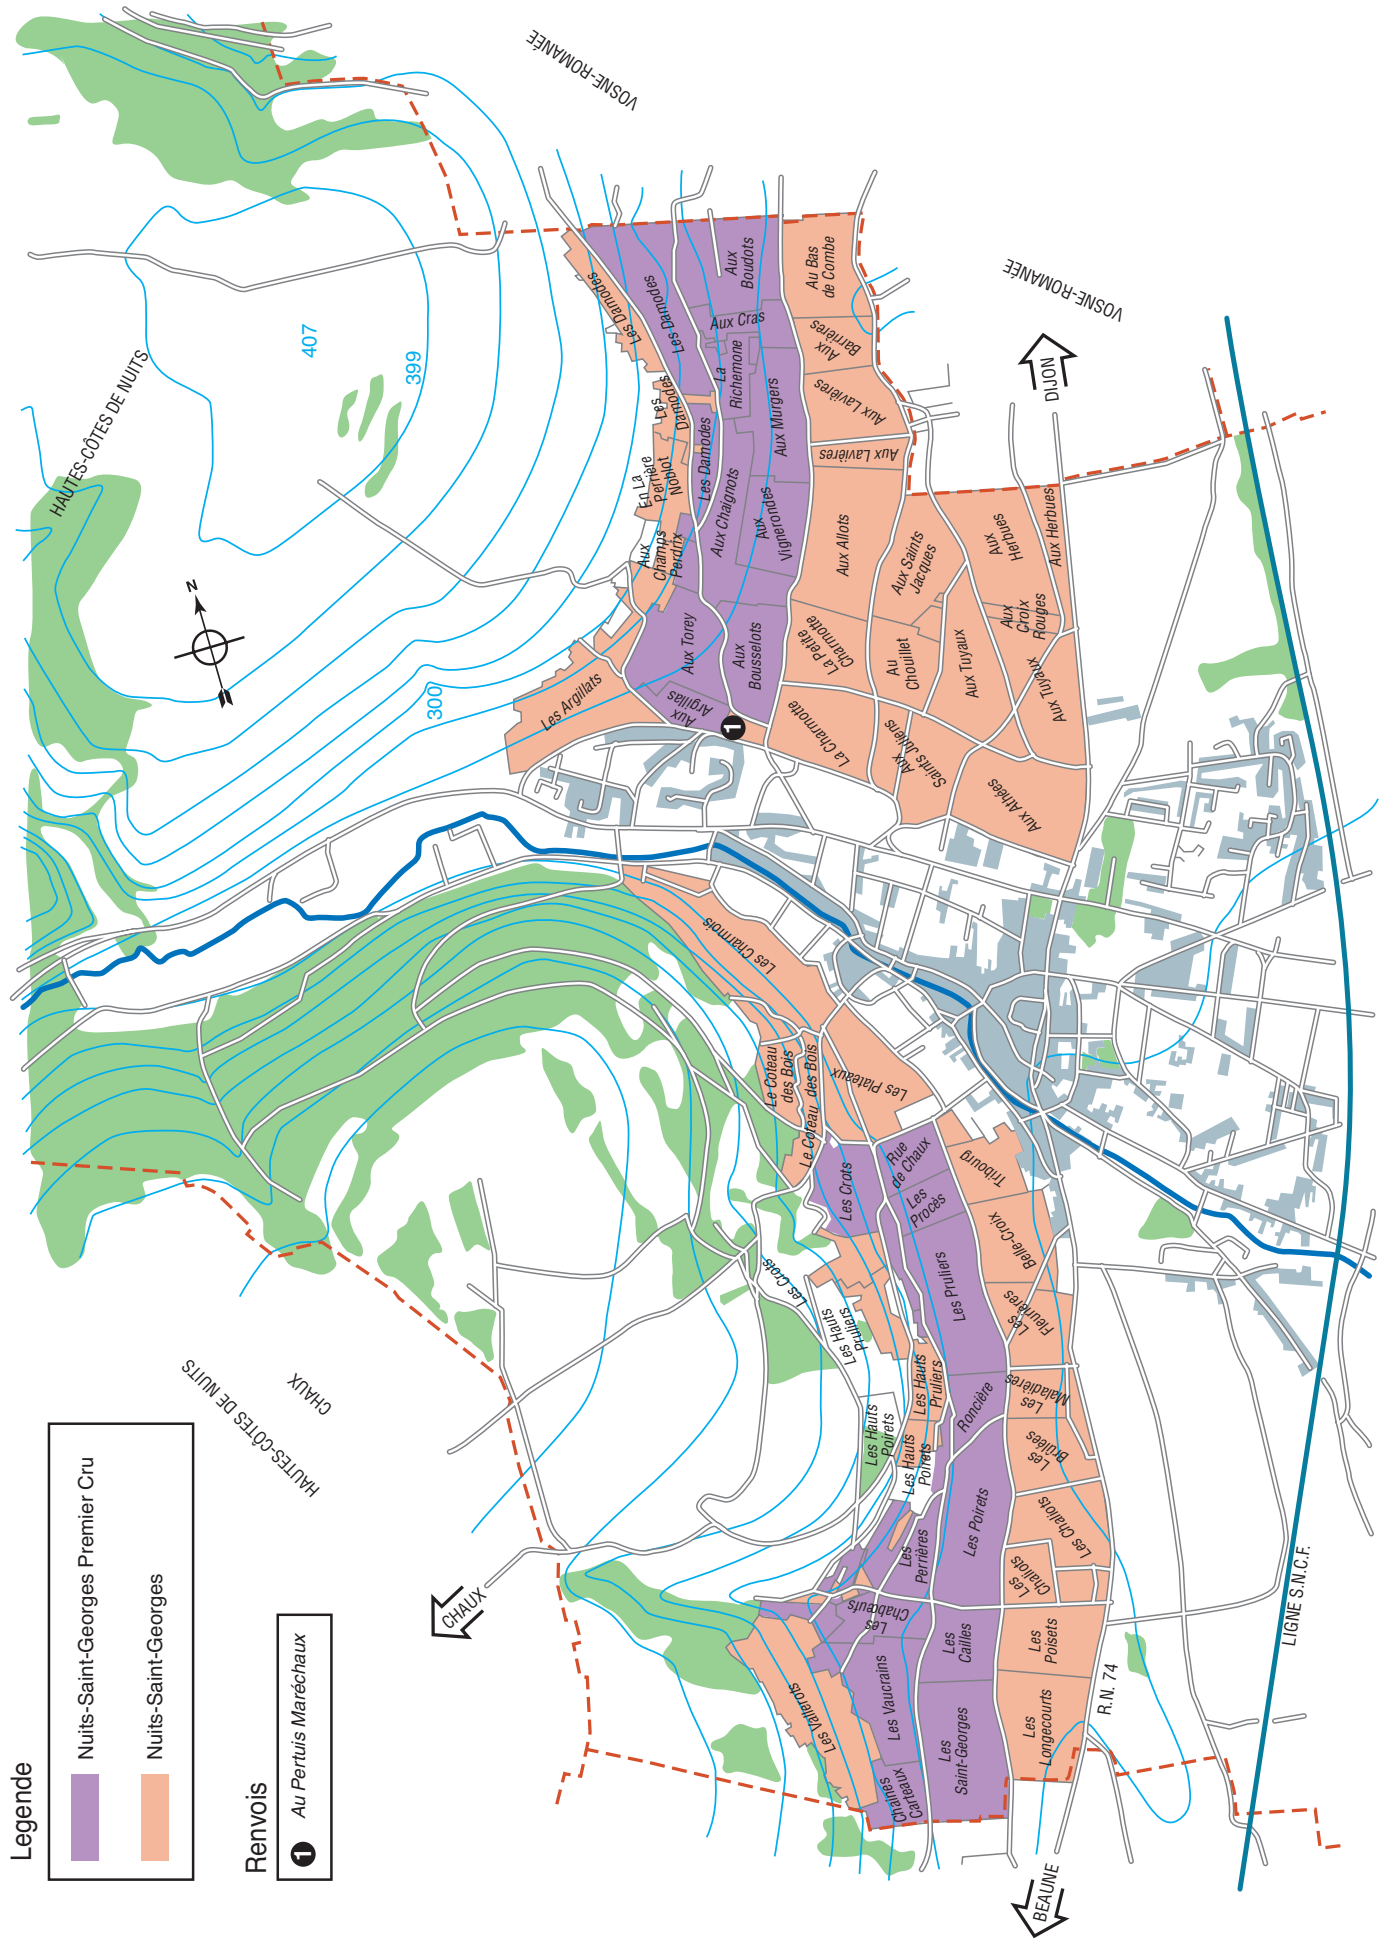 Legende
Nuits-Saint-Georges Premier Cru
Nuits-Saint-Georges
Renvois
1 Au Pertuis Maréchaux
HAUTES-CÔTES DE NUITS
VOSNE-ROMANÉE
407
399
300
N
VOSNE-ROMANÉE
DIJON
Les Damodes
Les Damodes
Aux
Boudots
Au Bas
de Combe
Aux Cras
La
Richemone
Aux
Barrières
Les
Damodes
Les Damodes
Aux Murgers
Aux Lavières
Aux Lavières
En La
Perrière
Noblot
Aux Chaignots
Aux
Vignerondes
Aux Allots
Aux
Champs
Perdrix
Aux Saints
Jacques
Aux
Herbues
Aux Herbues
Aux Torey
Aux
Bousselots
La Petite
Charmotte
Au
Chouillet
Aux Tuyaux
Aux
Croix
Rouges
Aux Tuyaux
Les Argillats
Aux
Argillas
1
La Charmotte
Aux
Saints Juliens
Aux Athées
Les Charmois
Le Coteau
des Bois
Le Coteau des Bois
Les Plateaux
Les Crots
Rue
de Chaux
Les
Procès
Tribourg
Belle-Croix
Les Crots
Les Hauts
Pruliers
Les Pruliers
Les
Fleurières
Les Hauts
Pruliers
Roncière
Les
Maladières
Les Hauts
Poirets
Les Hauts
Poirets
Les
Brûlées
Les Perrières
Les Poirets
Les Chaliots
Les
Chaliots
Les
Chabœufs
Les
Cailles
Les
Poisets
Les Vallerots
Les Vaucrains
Les
Saint-Georges
Les
Longecourts
Chaines
Carteaux
R.N. 74
LIGNE S.N.C.F.
BEAUNE
CHAUX
CHAUX
HAUTES-CÔTES DE NUITS